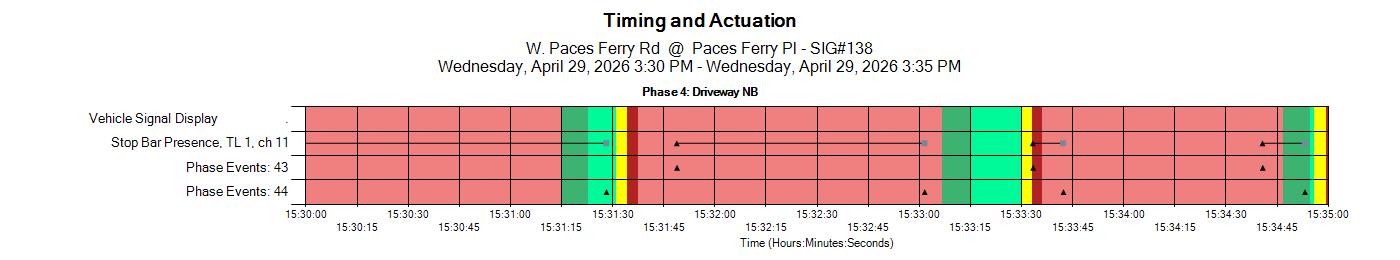 Timing and Actuation
W. Paces Ferry Rd @ Paces Ferry Pl - SIG#138
Wednesday, April 29, 2026 3:30 PM - Wednesday, April 29, 2026 3:35 PM
Phase 4: Driveway NB
Vehicle Signal Display .
Stop Bar Presence, TL 1, ch 11
Phase Events: 43
Phase Events: 44
15:30:00 15:30:30 15:31:00 15:31:30 15:32:00 15:32:30 15:33:00 15:33:30 15:34:00 15:34:30 15:35:00
15:30:15 15:30:45 15:31:15 15:31:45 15:32:15 15:32:45 15:33:15 15:33:45 15:34:15 15:34:45
Time (Hours:Minutes:Seconds)